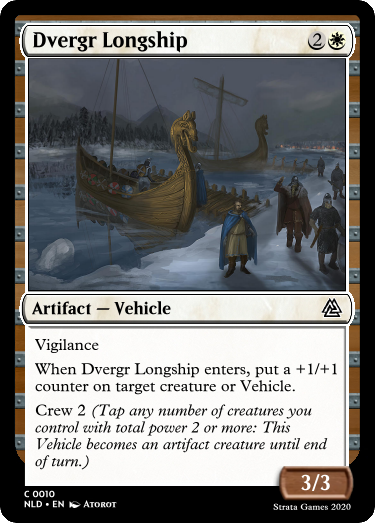 Dvergr Longship 2
Artifact — Vehicle
Vigilance
When Dvergr Longship enters, put a +1/+1
counter on target creature or Vehicle.
Crew 2 (Tap any number of creatures you
control with total power 2 or more: This
Vehicle becomes an artifact creature until end
of turn.)
3/3
C 0010
NLD • EN Atorot
Strata Games 2020